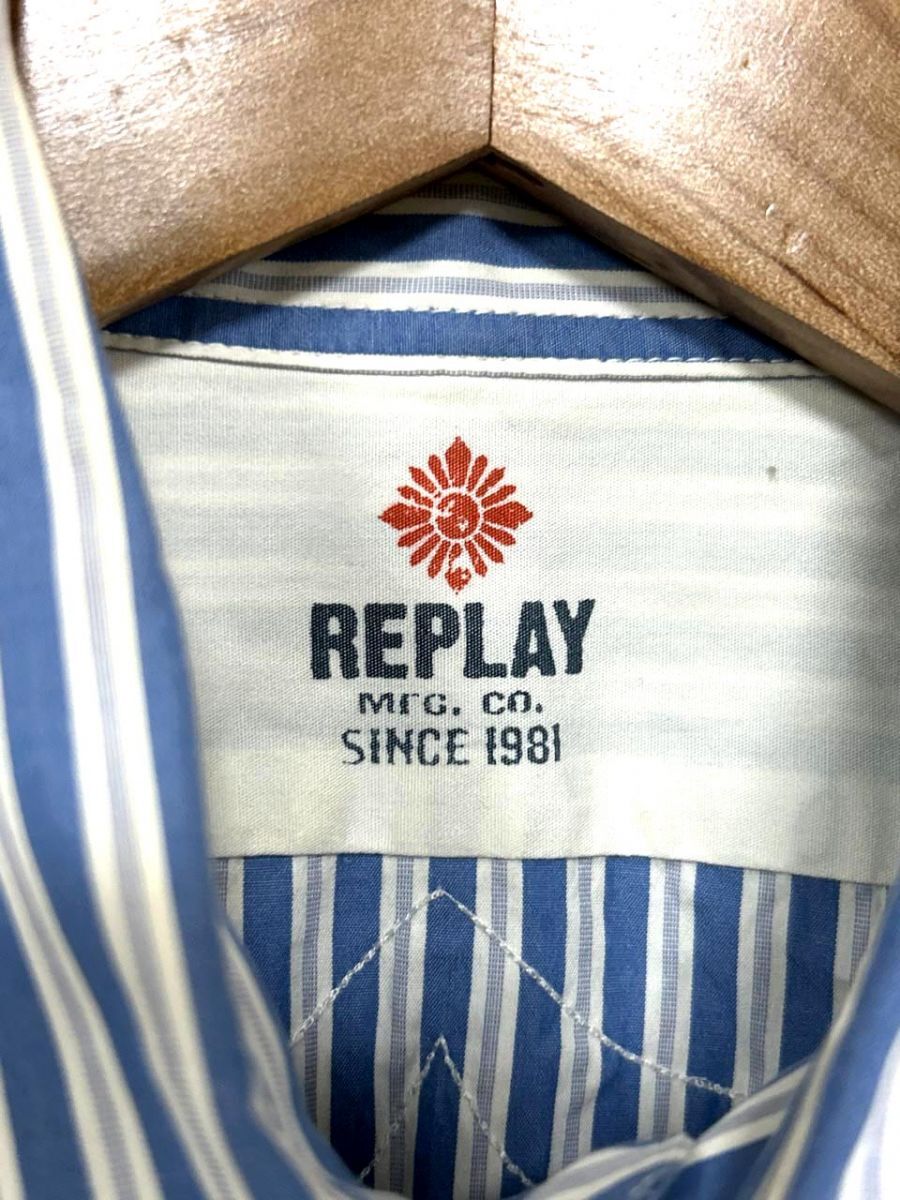 REPLAY
MFG. CO.
SINCE 1981